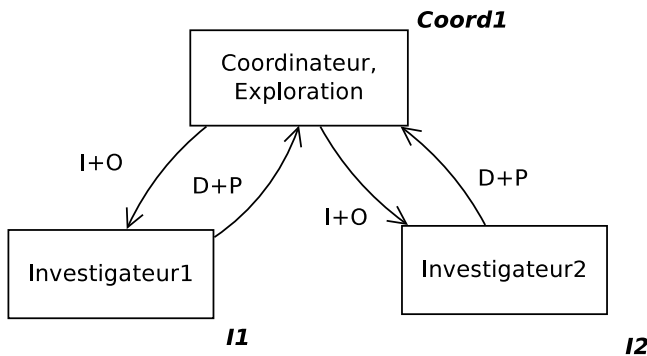 Coord1
Coordinateur,
Exploration
I+O
D+P
D+P
I+O
Investigateur1
Investigateur2
I1
I2